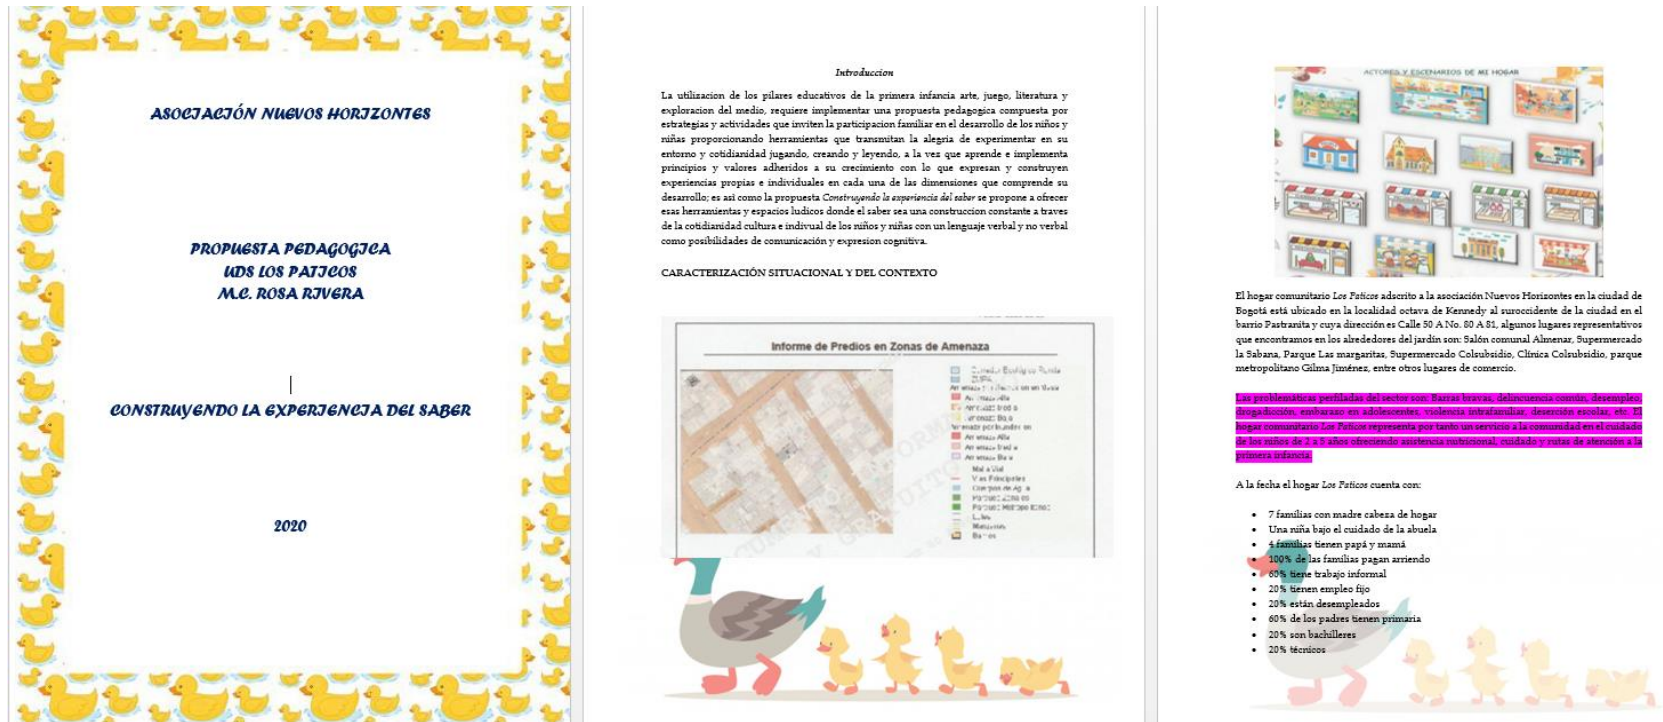 ASOCIACIÓN NUEVOS HORIZONTES
PROPUESTA PEDAGOGICA
UDS LOS PATICOS
M.C. ROSA RIVERA
CONSTRUYENDO LA EXPERIENCIA DEL SABER
2020
Introduccion
La utilizacion de los pilares educativos de la primera infancia arte, juego, literatura y
exploracion del medio, requiere implementar una propuesta pedagogica compuesta por
estrategias y actividades que inviten la participacion familiar en el desarrollo de los niños y
niñas proporcionando herramientas que transmitan la alegria de experimentar en su
entorno y cotidianidad jugando, creando y leyendo, a la vez que aprende e implementa
principios y valores adheridos a su crecimiento con lo que expresan y construyen
experiencias propias e individuales en cada una de las dimensiones que comprende su
desarrollo; es asi como la propuesta Construyendo la experiencia del saber se propone a ofrecer
esas herramientas y espacios ludicos donde el saber sea una construccion constante a traves
de la cotidianidad cultura e indivual de los niños y niñas con un lenguaje verbal y no verbal
como posibilidades de comunicación y expresion cognitiva.
CARACTERIZACIÓN SITUACIONAL Y DEL CONTEXTO
Informe de Predios en Zonas de Amenaza
Vias Principales
ACTORES Y ESCENARIOS DE MI HOGAR
El hogar comunitario Los Paticos adscrito a la asociación Nuevos Horizontes en la ciudad de
Bogotá está ubicado en la localidad octava de Kennedy al suroccidente de la ciudad en el
barrio Pastranita y cuya dirección es Calle 50 A No. 80 A 81, algunos lugares representativos
que encontramos en los alrededores del jardín son: Salón comunal Almenar, Supermercado
la Sabana, Parque Las margaritas, Supermercado Colsubsidio, Clínica Colsubsidio, parque
metropolitano Gilma Jiménez, entre otros lugares de comercio.
Las problemáticas perfiladas del sector son: Barras bravas, delincuencia común, desempleo,
drogadicción, embarazo en adolescentes, violencia intrafamiliar, deserción escolar, etc. El
hogar comunitario Los Paticos representa por tanto un servicio a la comunidad en el cuidado
de los niños de 2 a 5 años ofreciendo asistencia nutricional, cuidado y rutas de atención a la
primera infancia.
A la fecha el hogar Los Paticos cuenta con:
• 7 familias con madre cabeza de hogar
• Una niña bajo el cuidado de la abuela
• 4 familias tienen papá y mamá
• 100% de las familias pagan arriendo
• 60% tiene trabajo informal
• 20% tienen empleo fijo
• 20% están desempleados
• 60% de los padres tienen primaria
• 20% son bachilleres
• 20% técnicos